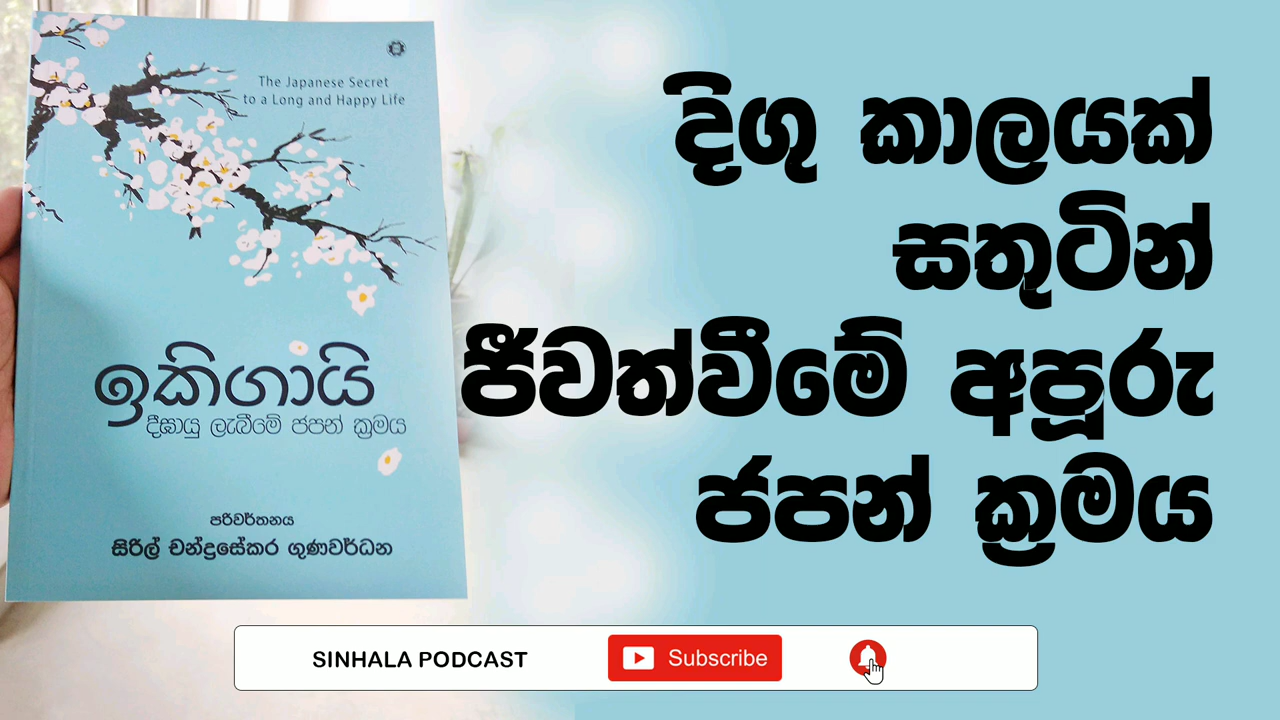 The Japanese Secret
to a Long and Happy Life
ඉකිගායි
දීඝායු ලැබීමේ ජපන් ක්‍රමය
පරිවර්තනය
සිරිල් චන්ද්‍රසේකර ගුණවර්ධන
දිගු කාලයක්
සතුටින්
ජීවත්වීමේ අපූරු
ජපන් ක්‍රමය
SINHALA PODCAST
Subscribe